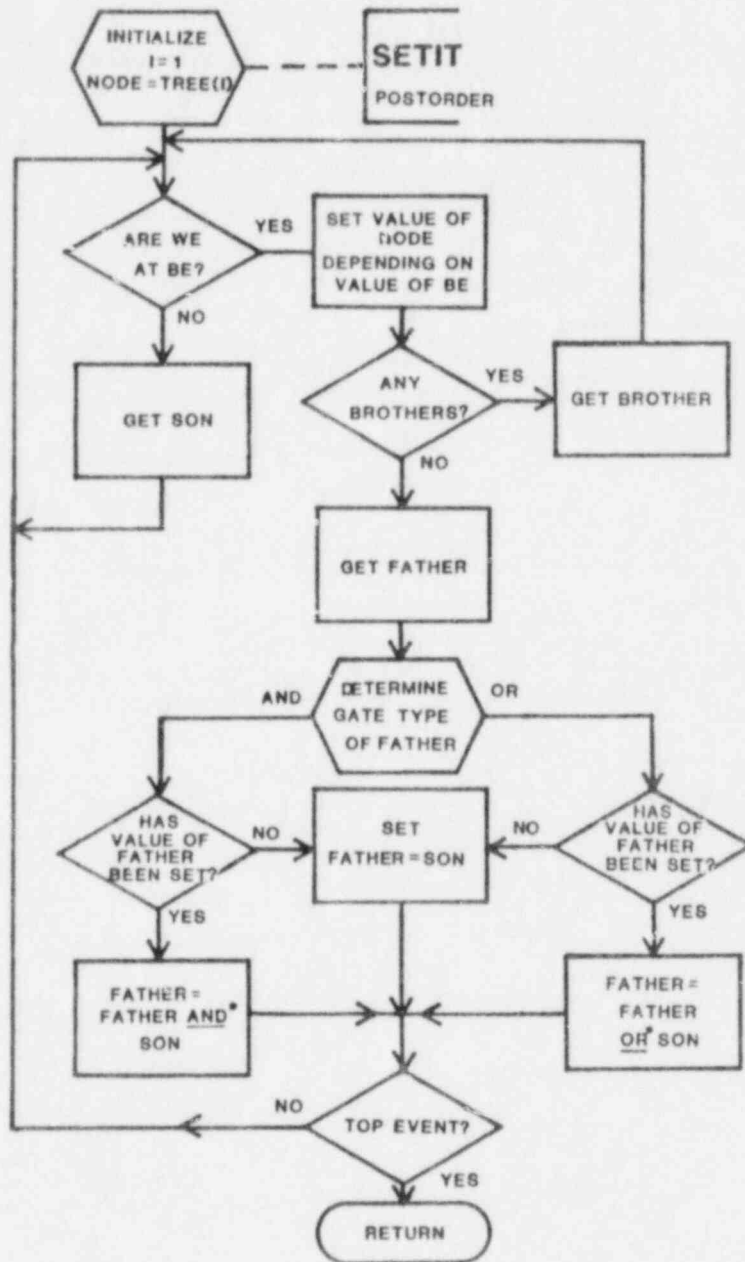 INITIALIZE
I=1
NODE=TREE(I)
SETIT
POSTORDER
ARE WE
AT BE?
YES
SET VALUE OF
NODE
DEPENDING ON
VALUE OF BE
NO
GET SON
ANY
BROTHERS?
YES
GET BROTHER
NO
GET FATHER
AND
DETERMINE
GATE TYPE
OF FATHER
OR
HAS
VALUE OF
FATHER
BEEN SET?
NO
SET
FATHER=SON
NO
HAS
VALUE OF
FATHER
BEEN SET?
YES
YES
FATHER=
FATHER AND*
SON
FATHER=
FATHER
OR* SON
NO
TOP EVENT?
YES
RETURN